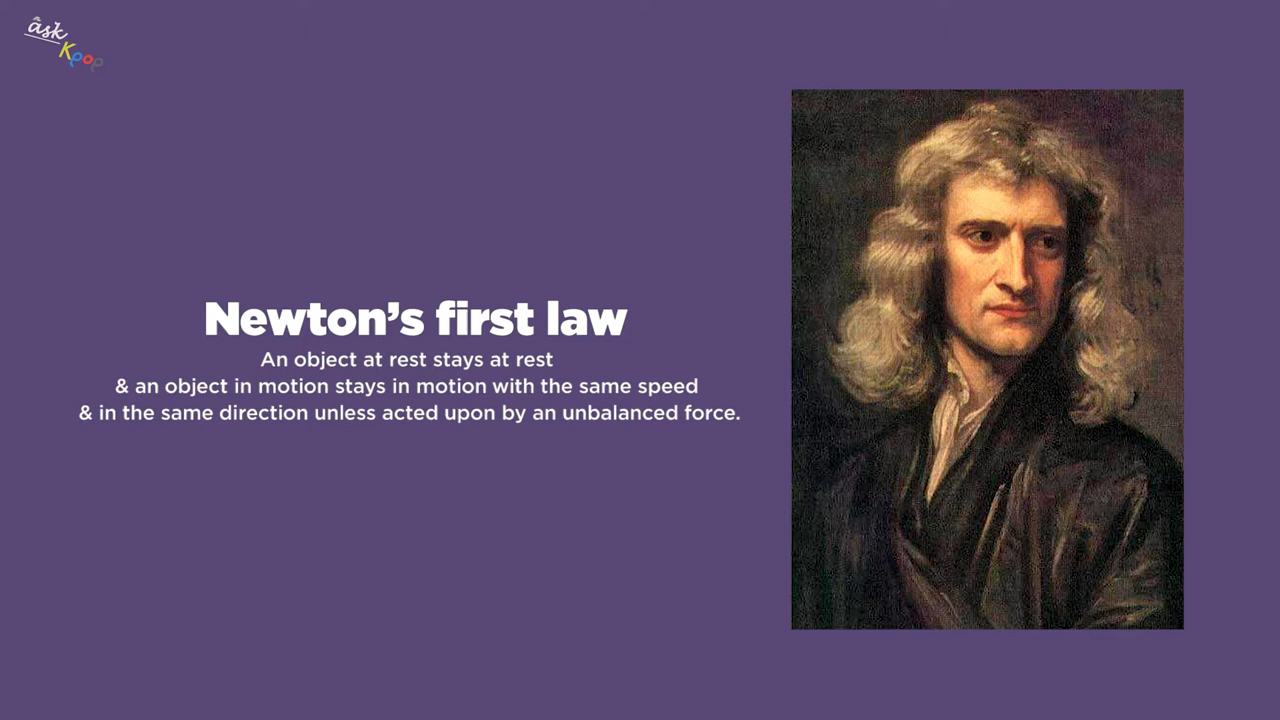 ask
Kpop
Newton's first law
An object at rest stays at rest
& an object in motion stays in motion with the same speed
& in the same direction unless acted upon by an unbalanced force.